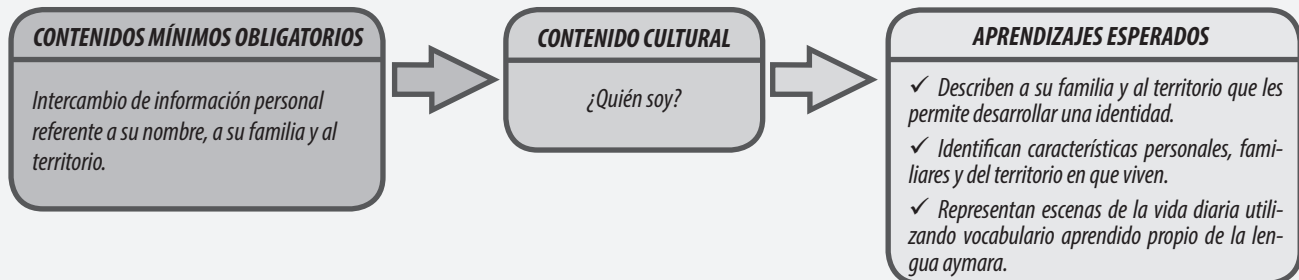 CONTENIDOS MÍNIMOS OBLIGATORIOS
Intercambio de información personal
referente a su nombre, a su familia y al
territorio.
CONTENIDO CULTURAL
¿Quién soy?
APRENDIZAJES ESPERADOS
✓ Describen a su familia y al territorio que les
permite desarrollar una identidad.
✓ Identifican características personales, fami-
liares y del territorio en que viven.
✓ Representan escenas de la vida diaria utili-
zando vocabulario aprendido propio de la len-
gua aymara.